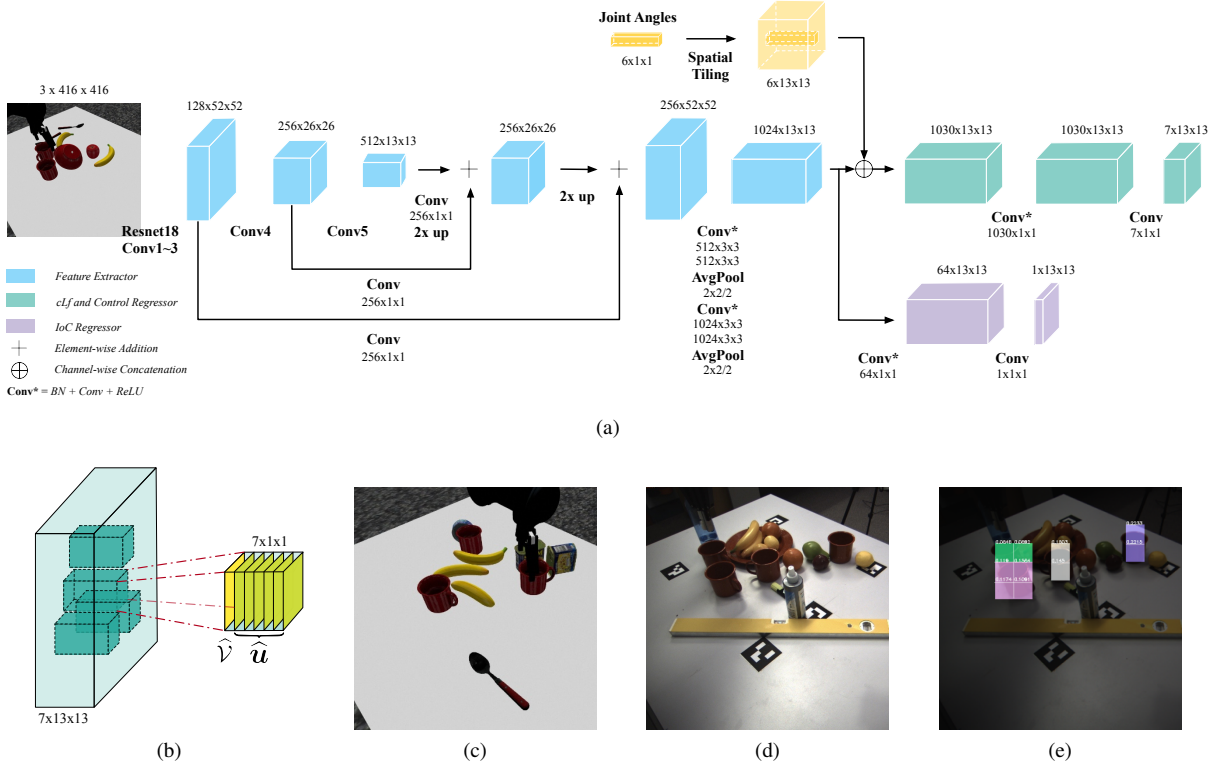 Joint Angles
6x1x1
Spatial
Tiling
6x13x13
3 x 416 x 416
128x52x52
256x26x26
512x13x13
256x26x26
256x52x52
1024x13x13
1030x13x13
1030x13x13
7x13x13
Resnet18
Conv1~3
Conv4
Conv5
Conv
256x1x1
2x up
2x up
Conv
256x1x1
Conv
256x1x1
Conv*
512x3x3
512x3x3
AvgPool
2x2/2
Conv*
1024x3x3
1024x3x3
AvgPool
2x2/2
Conv*
1030x1x1
Conv
7x1x1
64x13x13
1x13x13
Conv*
64x1x1
Conv
1x1x1
Feature Extractor
cLf and Control Regressor
IoC Regressor
Element-wise Addition
Channel-wise Concatenation
Conv* = BN + Conv + ReLU
(a)
7x1x1
𝒱̂ 𝒖̂
7x13x13
(b)
(c)
(d)
(e)